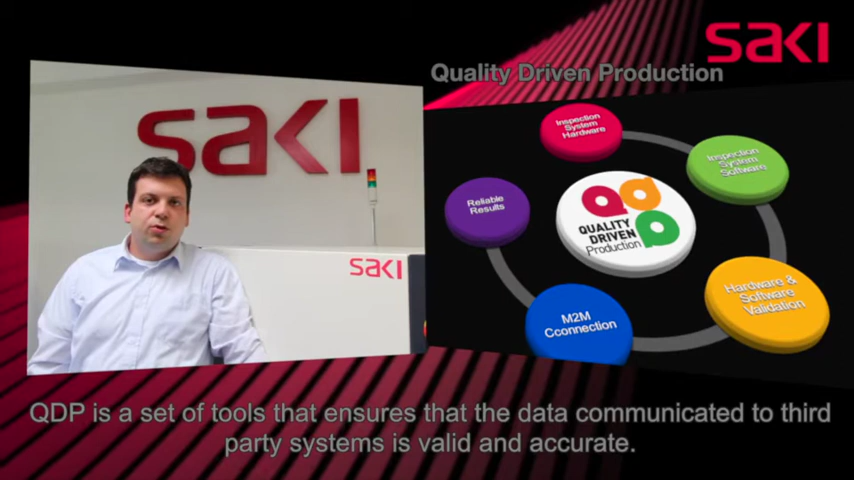 saki
Quality Driven Production
saki
saki
Inspection
System
Hardware
Inspection
System
Software
Reliable
Results
QUALITY
DRIVEN
Production
Hardware &
Software
Validation
M2M
Cconnection
QDP is a set of tools that ensures that the data communicated to third
party systems is valid and accurate.